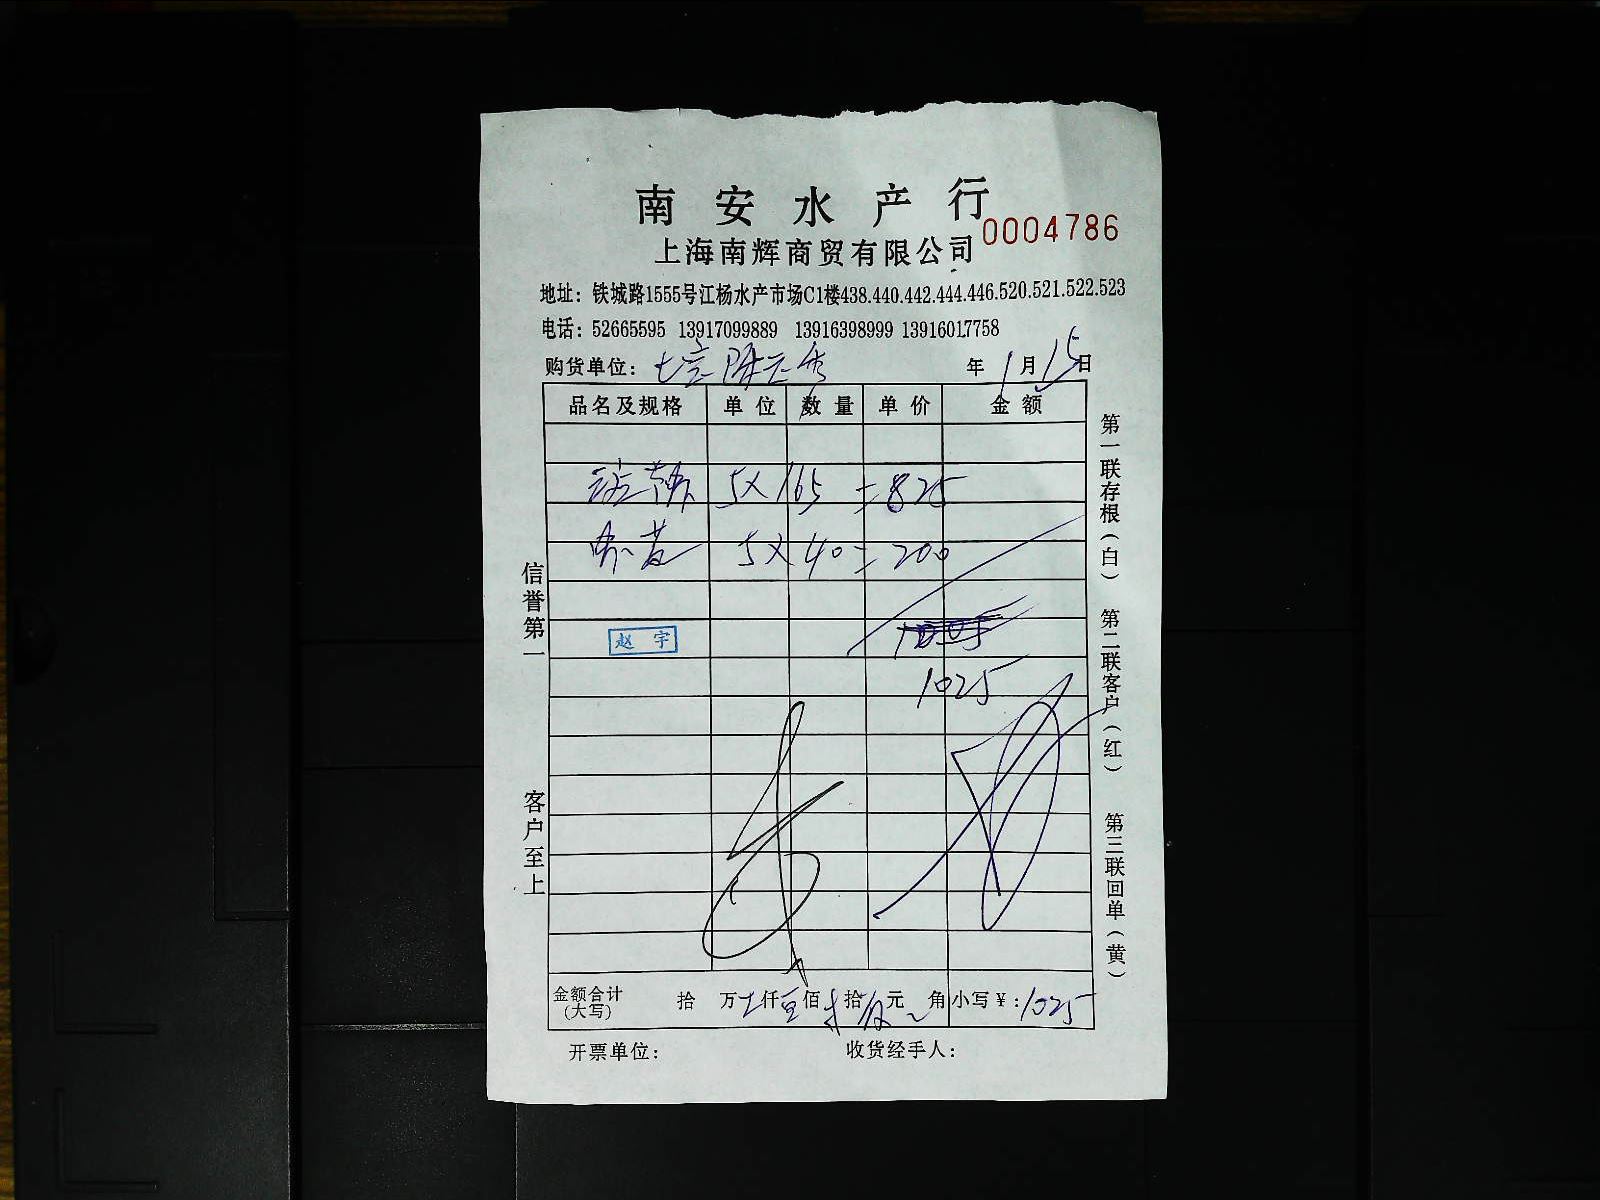 南安水产行
0004786
上海南辉商贸有限公司
地址：铁城路1555号江杨水产市场C1楼438.440.442.444.446.520.521.522.523
电话：52665595 13917099889 13916398999 13916017758
购货单位： 年1月15日
品名及规格 单位 数量 单价 金额
5×165=825
5×40=200
赵宇
1025
金额合计(大写) 拾 万 仟 佰 拾 元 角 小写¥：1025
开票单位： 收货经手人：
信誉第一
客户至上
第一联存根（白） 第二联客户（红） 第三联回单（黄）